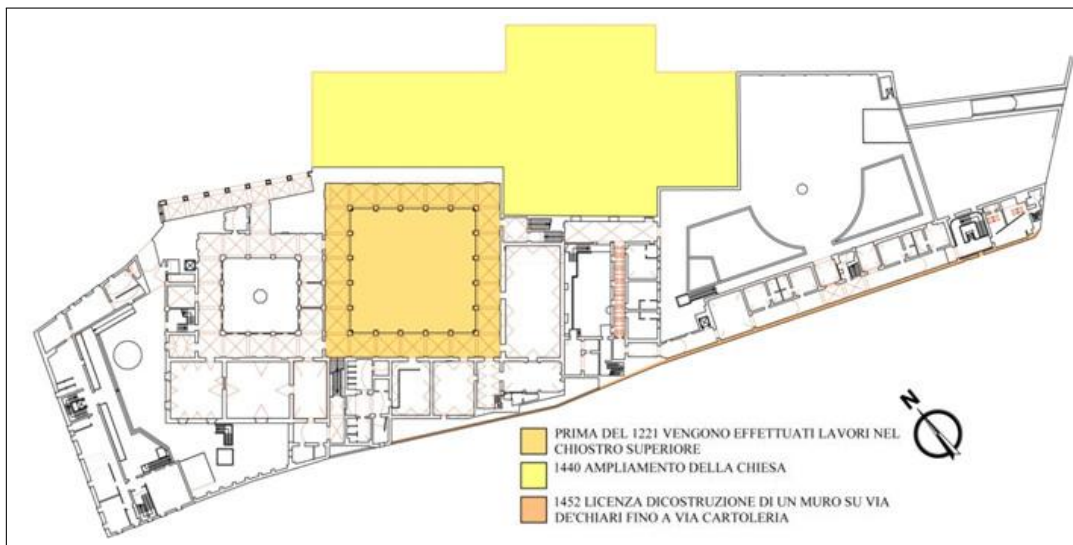 N
PRIMA DEL 1221 VENGONO EFFETTUATI LAVORI NEL
CHIOSTRO SUPERIORE
1440 AMPLIAMENTO DELLA CHIESA
1452 LICENZA DICOSTRUZIONE DI UN MURO SU VIA
DE'CHIARI FINO A VIA CARTOLERIA